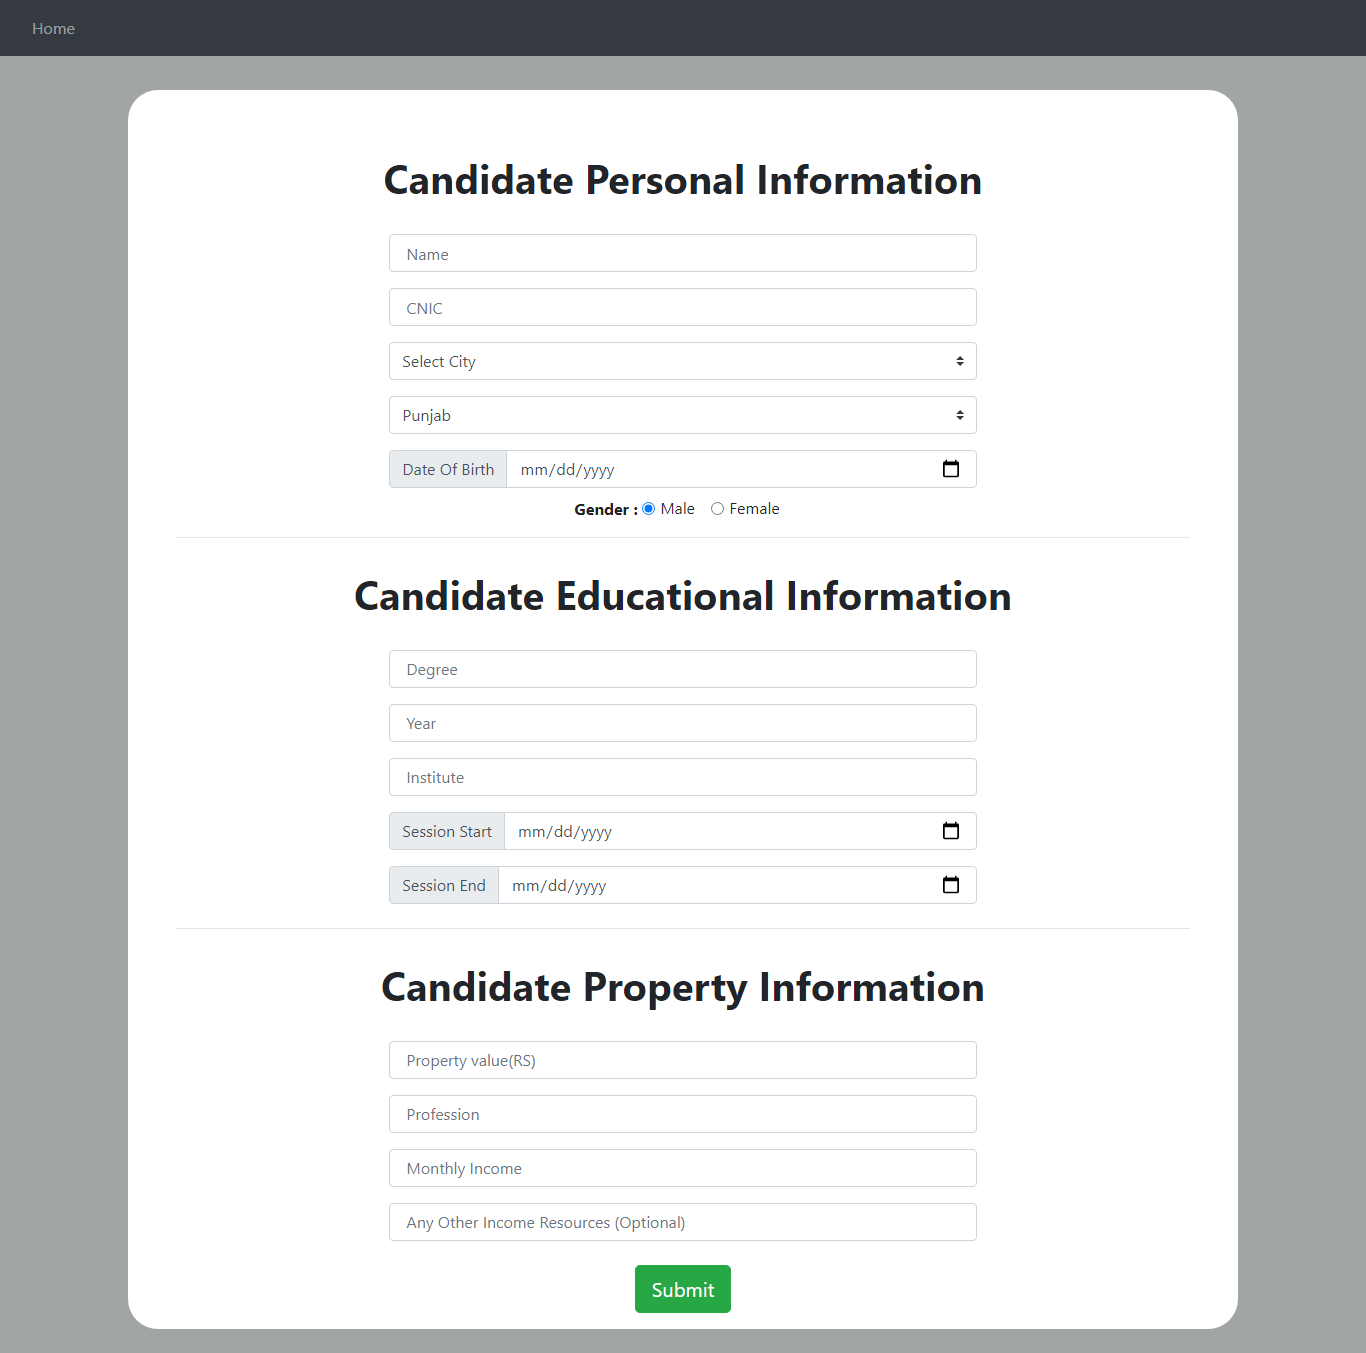 Home
Candidate Personal Information
Name
CNIC
Select City
Punjab
Date Of Birth mm/dd/yyyy
Gender : Male Female
Candidate Educational Information
Degree
Year
Institute
Session Start mm/dd/yyyy
Session End mm/dd/yyyy
Candidate Property Information
Property value(RS)
Profession
Monthly Income
Any Other Income Resources (Optional)
Submit